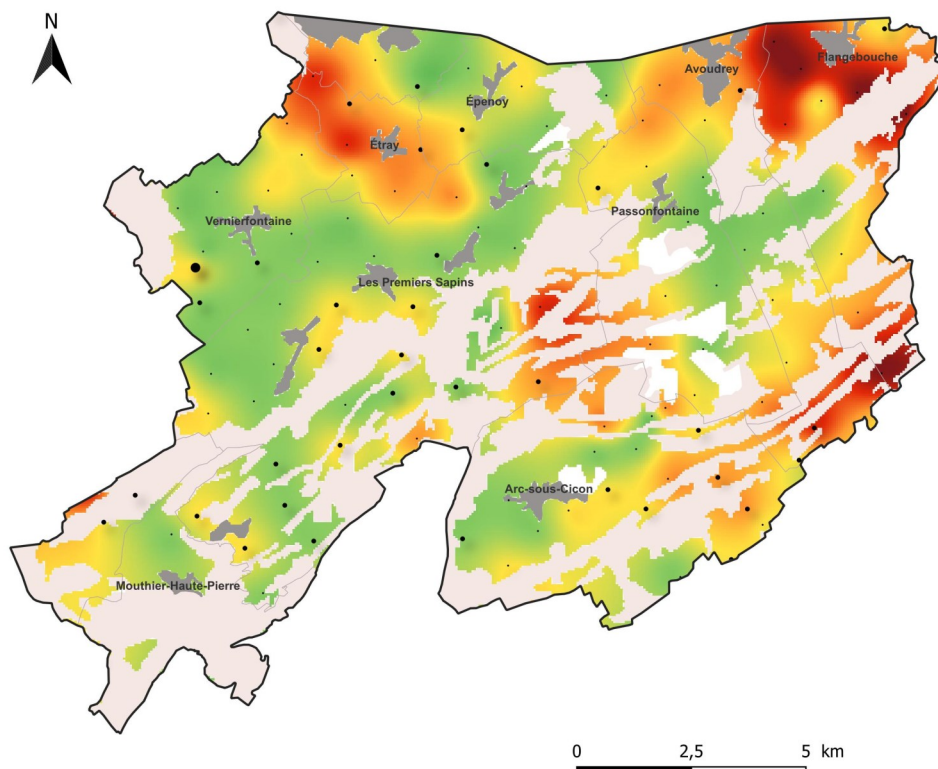 N
Flangebouche
Avoudrey
Épenoy
Étray
Passonfontaine
Vernierfontaine
Les Premiers Sapins
Arc-sous-Cicon
Mouthier-Haute-Pierre
0 2,5 5 km